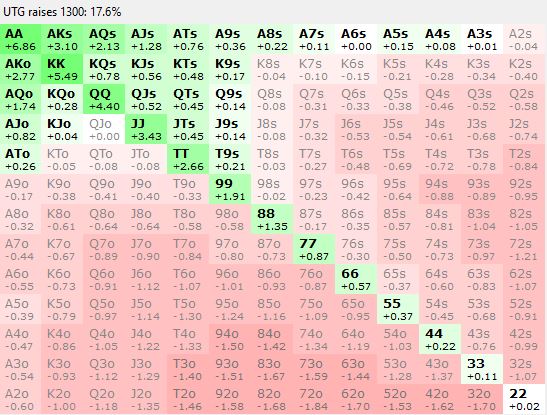 UTG raises 1300: 17.6%
AA AKs AQs AJs ATs A9s A8s A7s A6s A5s A4s A3s A2s
+6.86 +3.10 +2.13 +1.28 +0.76 +0.36 +0.22 +0.11 +0.00 +0.15 +0.08 +0.01 -0.04
AKo KK KQs KJs KTs K9s K8s K7s K6s K5s K4s K3s K2s
+2.77 +5.49 +0.78 +0.56 +0.48 +0.17 -0.04 -0.10 -0.15 -0.21 -0.28 -0.34 -0.40
AQo KQo QQ QJs QTs Q9s Q8s Q7s Q6s Q5s Q4s Q3s Q2s
+1.74 +0.28 +4.40 +0.52 +0.45 +0.14 -0.08 -0.31 -0.33 -0.38 -0.46 -0.52 -0.58
AJo KJo QJo JJ JTs J9s J8s J7s J6s J5s J4s J3s J2s
+0.82 +0.04 +0.00 +3.43 +0.45 +0.14 -0.08 -0.32 -0.53 -0.54 -0.61 -0.68 -0.74
ATo KTo QTo JTo TT T9s T8s T7s T6s T5s T4s T3s T2s
+0.26 -0.05 -0.08 -0.08 +2.66 +0.21 -0.03 -0.27 -0.48 -0.69 -0.72 -0.78 -0.84
A9o K9o Q9o J9o T9o 99 98s 97s 96s 95s 94s 93s 92s
-0.17 -0.38 -0.41 -0.40 -0.33 +1.91 -0.02 -0.23 -0.42 -0.64 -0.88 -0.89 -0.95
A8o K8o Q8o J8o T8o 98o 88 87s 86s 85s 84s 83s 82s
-0.32 -0.61 -0.64 -0.64 -0.58 -0.58 +1.35 -0.17 -0.35 -0.57 -0.81 -1.04 -1.05
A7o K7o Q7o J7o T7o 97o 87o 77 76s 75s 74s 73s 72s
-0.44 -0.67 -0.89 -0.90 -0.84 -0.80 -0.73 +0.87 -0.30 -0.50 -0.73 -0.97 -1.21
A6o K6o Q6o J6o T6o 96o 86o 76o 66 65s 64s 63s 62s
-0.55 -0.73 -0.91 -1.12 -1.07 -1.01 -0.93 -0.87 +0.57 -0.37 -0.60 -0.83 -1.07
A5o K5o Q5o J5o T5o 95o 85o 75o 65o 55 54s 53s 52s
-0.39 -0.79 -0.97 -1.14 -1.30 -1.24 -1.16 -1.09 -0.95 +0.37 -0.45 -0.68 -0.91
A4o K4o Q4o J4o T4o 94o 84o 74o 64o 54o 44 43s 42s
-0.47 -0.86 -1.05 -1.22 -1.33 -1.50 -1.42 -1.34 -1.19 -1.03 +0.22 -0.76 -0.99
A3o K3o Q3o J3o T3o 93o 83o 73o 63o 53o 43o 33 32s
-0.54 -0.93 -1.12 -1.29 -1.40 -1.51 -1.67 -1.59 -1.44 -1.28 -1.37 +0.11 -1.07
A2o K2o Q2o J2o T2o 92o 82o 72o 62o 52o 42o 32o 22
-0.60 -1.00 -1.18 -1.35 -1.46 -1.58 -1.68 -1.84 -1.70 -1.53 -1.62 -1.70 +0.02